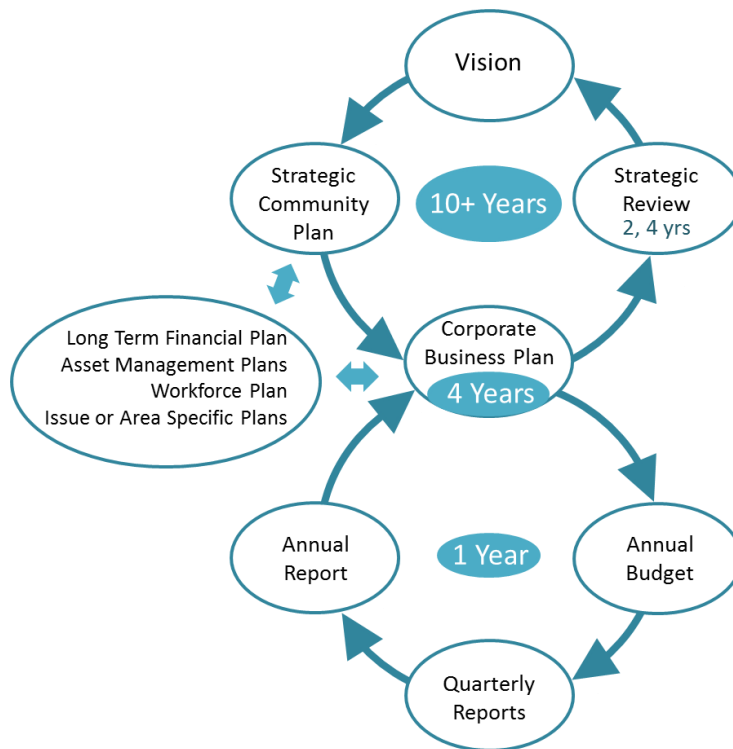 Vision
Strategic
Community
Plan
10+ Years
Strategic
Review
2, 4 yrs
Long Term Financial Plan
Asset Management Plans
Workforce Plan
Issue or Area Specific Plans
Corporate
Business Plan
4 Years
Annual
Report
1 Year
Annual
Budget
Quarterly
Reports